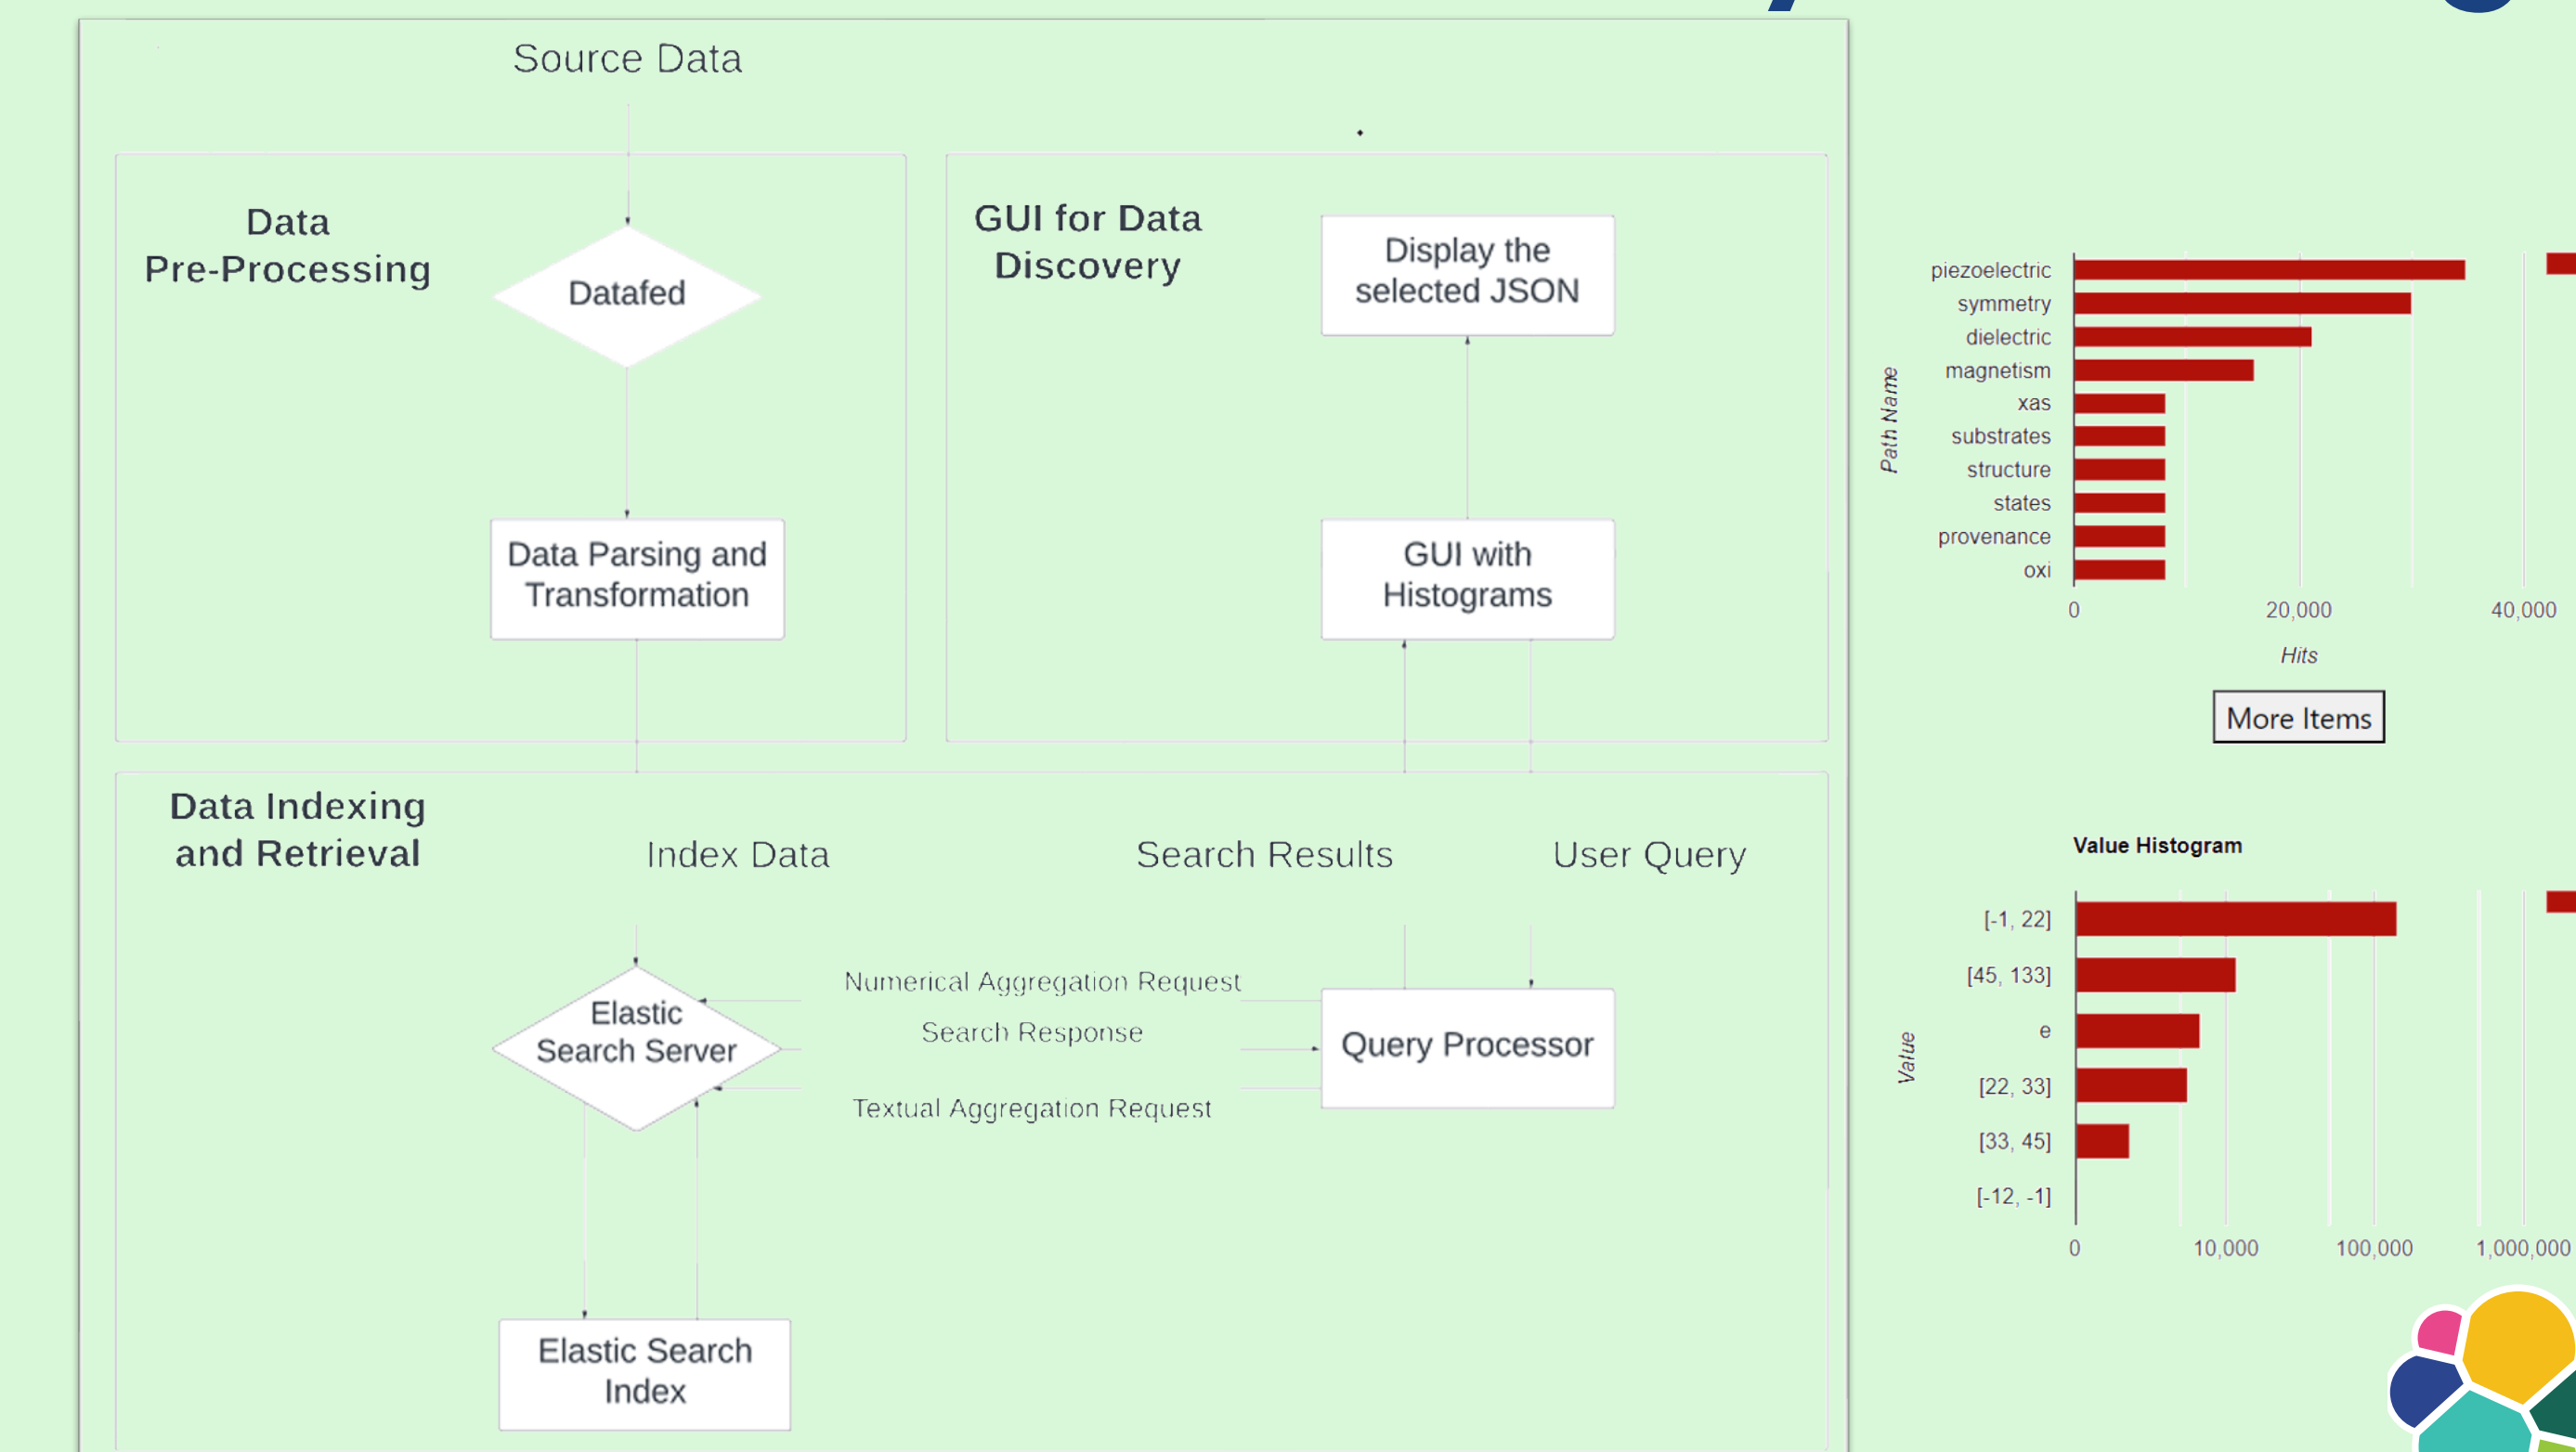 Source Data
Data
Pre-Processing
Datafed
Data Parsing and
Transformation
GUI for Data
Discovery
Display the
selected JSON
GUI with
Histograms
Data Indexing
and Retrieval
Index Data
Search Results
User Query
Elastic
Search Server
Numerical Aggregation Request
Search Response
Textual Aggregation Request
Query Processor
Elastic Search
Index
Path Name
piezoelectric
symmetry
dielectric
magnetism
xas
substrates
structure
states
provenance
oxi
0 20,000 40,000
Hits
More Items
Value Histogram
Value
[-1, 22]
[45, 133]
e
[22, 33]
[33, 45]
[-12, -1]
0 10,000 100,000 1,000,000